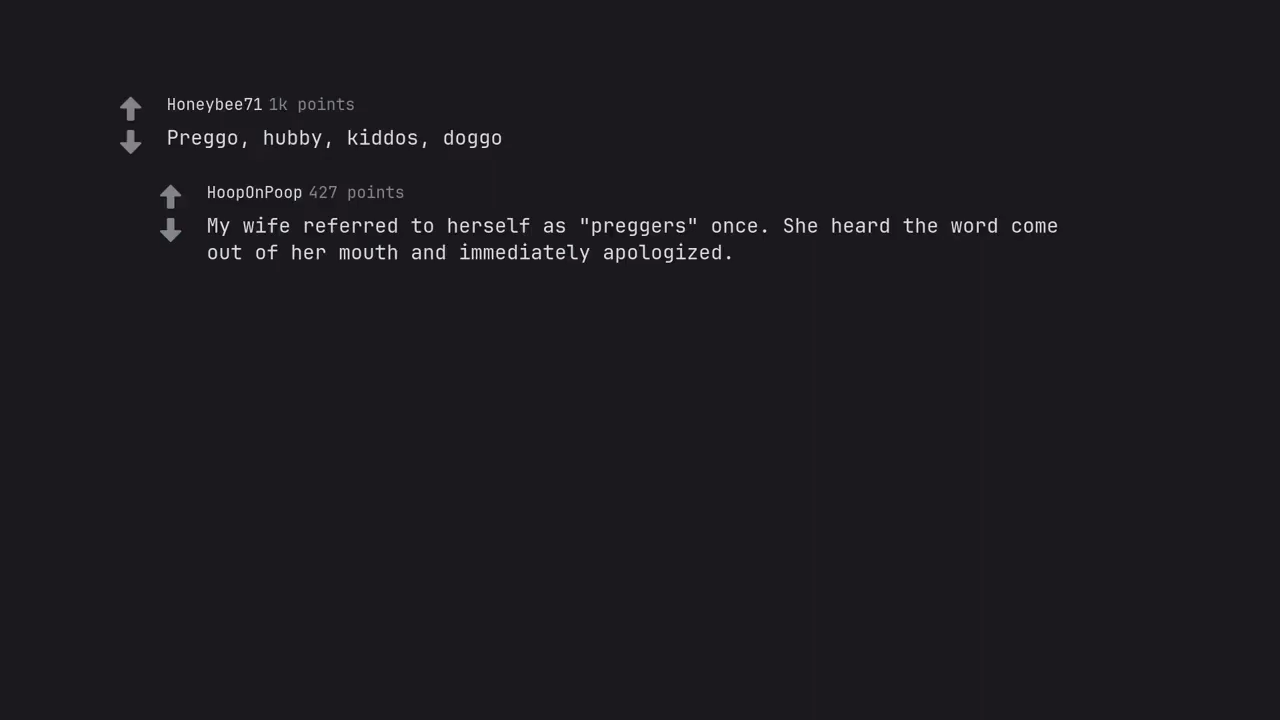 Honeybee71 1k points
Preggo, hubby, kiddos, doggo
HoopOnPoop 427 points
My wife referred to herself as "preggers" once. She heard the word come
out of her mouth and immediately apologized.